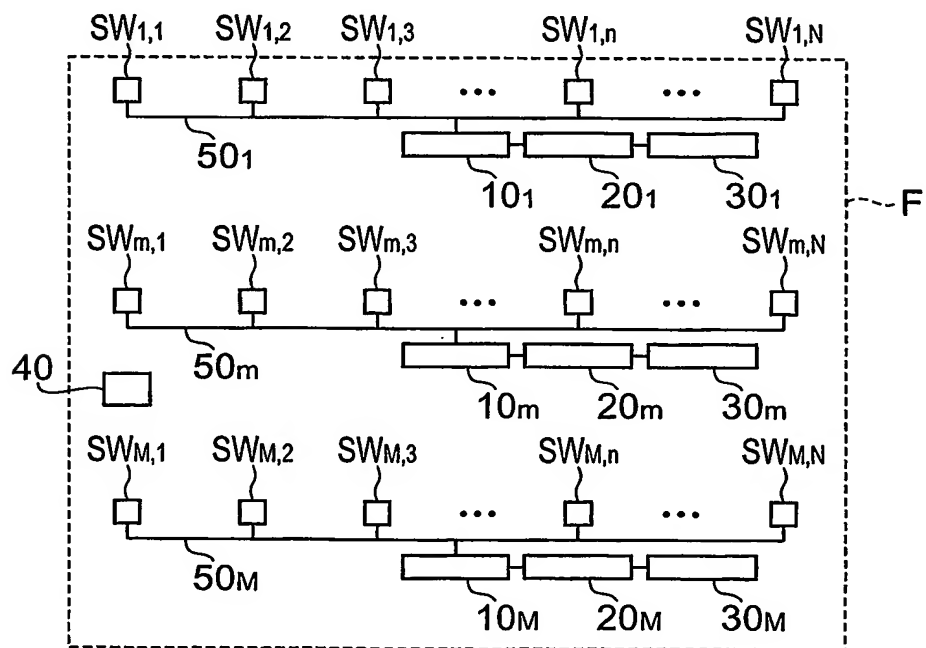 SW1,1 SW1,2 SW1,3 SW1,n SW1,N
... ...
501 101 201 301
F
SWm,1 SWm,2 SWm,3 SWm,n SWm,N
... ...
50m 10m 20m 30m
40
SWM,1 SWM,2 SWM,3 SWM,n SWM,N
... ...
50M 10M 20M 30M